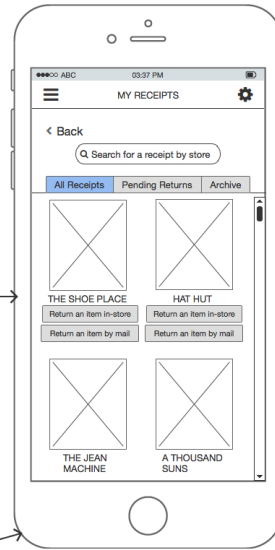 ABC 03:37 PM
MY RECEIPTS
< Back
Search for a receipt by store
All Receipts Pending Returns Archive
THE SHOE PLACE HAT HUT
Return an item in-store Return an item in-store
Return an item by mail Return an item by mail
THE JEAN A THOUSAND
MACHINE SUNS